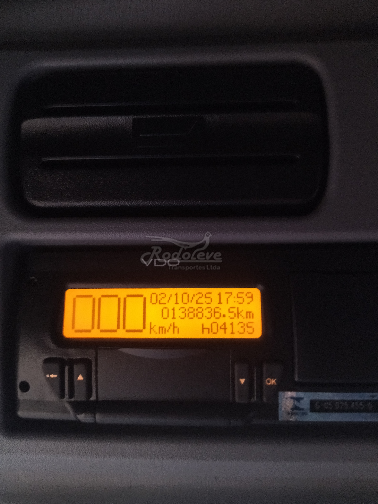 Rodoleve
Transportes Ltda
VDO
000
02/10/25 17:59
0138836.5km
km/h h04135
OK